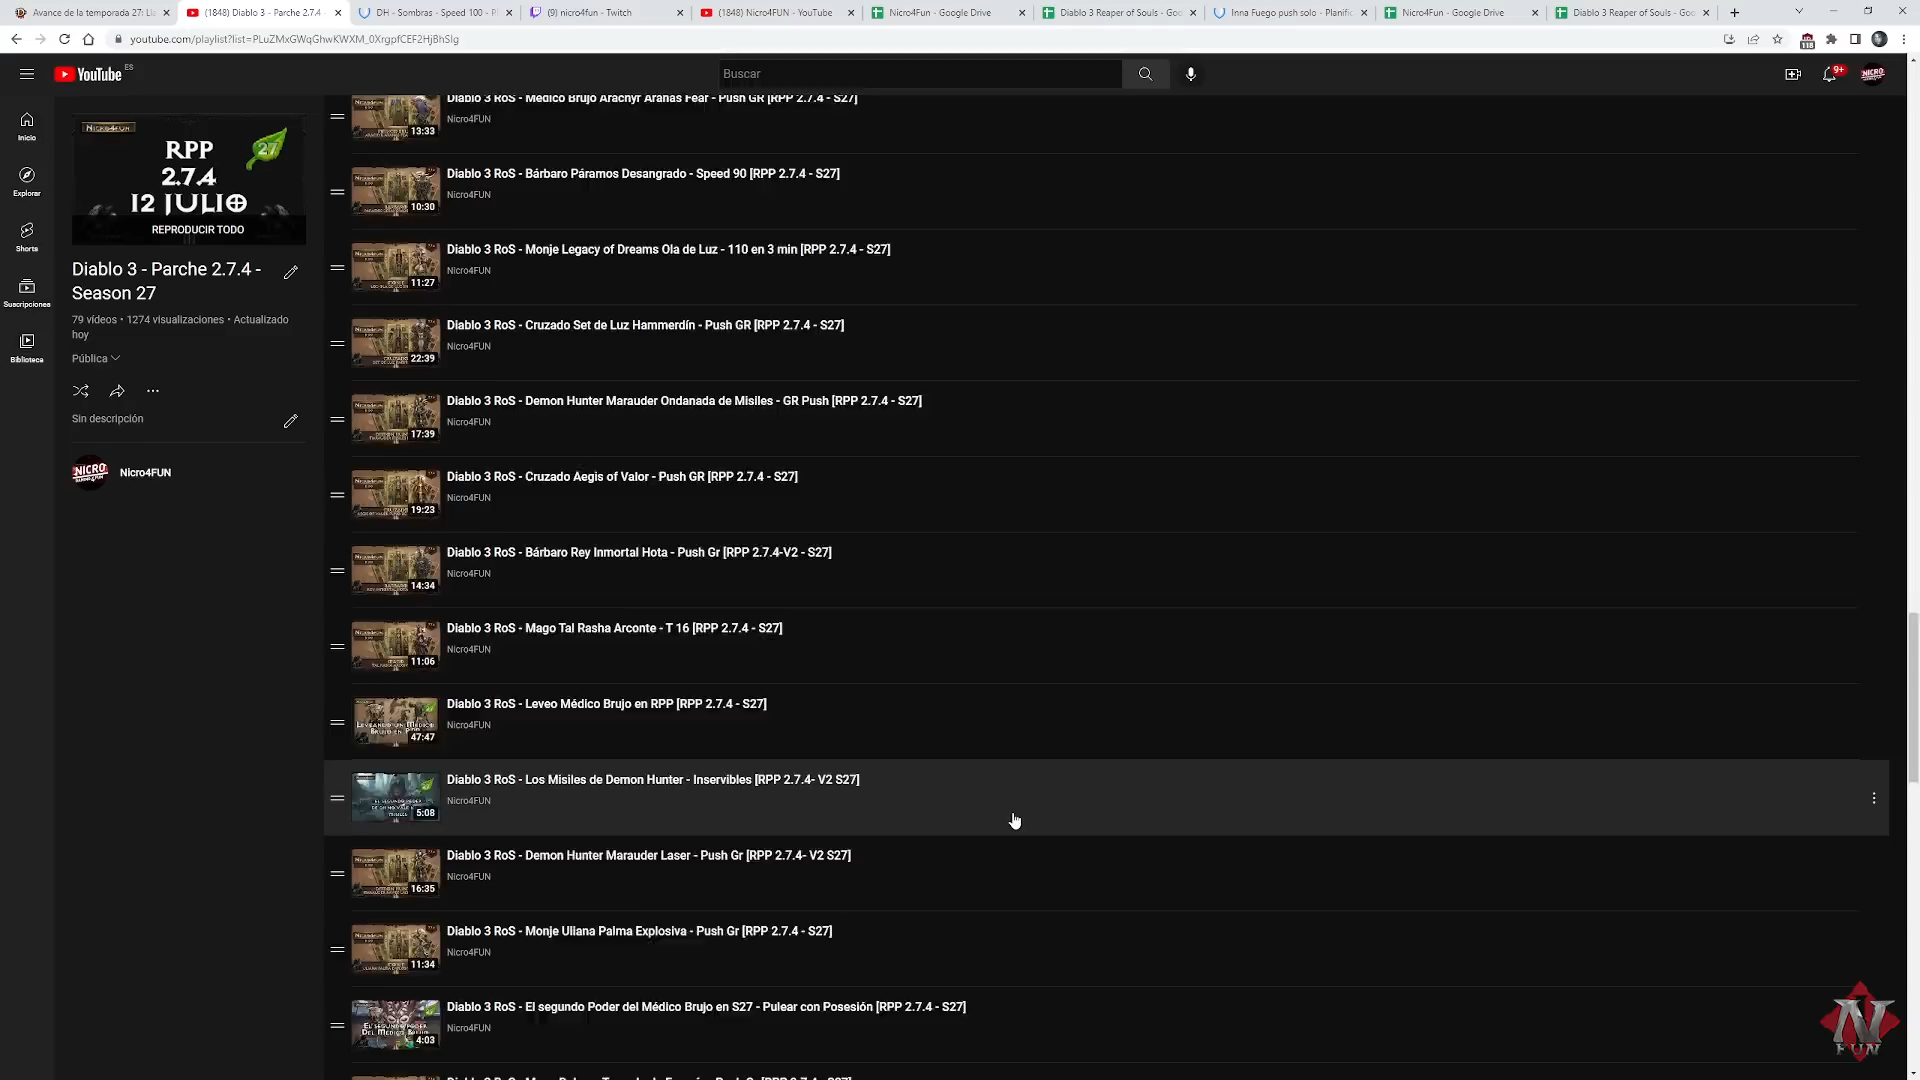 Avance de la temporada 27: Lla
(1848) Diablo 3 - Parche 2.7.4 -
DH - Sombras - Speed 100 - Pl
(9) nicro4fun - Twitch
(1848) Nicro4FUN - YouTube
Nicro4Fun - Google Drive
Diablo 3 Reaper of Souls - Goo
Inna Fuego push solo - Planific
Nicro4Fun - Google Drive
Diablo 3 Reaper of Souls - Goo
118
YouTube ES
Buscar
9+
NICRO
Inicio
Explorar
Shorts
Suscripciones
Biblioteca
Nicro4Fun
RPP
27
2.7.4
12 JULIO
REPRODUCIR TODO
Diablo 3 - Parche 2.7.4 -
Season 27
79 vídeos • 1274 visualizaciones • Actualizado
hoy
Pública
Sin descripción
NICRO
Nicro4FUN
Diablo 3 RoS - Médico Brujo Arachyr Arañas Fear - Push GR [RPP 2.7.4 - S27]
Nicro4FUN
13:33
Diablo 3 RoS - Bárbaro Páramos Desangrado - Speed 90 [RPP 2.7.4 - S27]
Nicro4FUN
10:30
Diablo 3 RoS - Monje Legacy of Dreams Ola de Luz - 110 en 3 min [RPP 2.7.4 - S27]
Nicro4FUN
11:27
Diablo 3 RoS - Cruzado Set de Luz Hammerdín - Push GR [RPP 2.7.4 - S27]
Nicro4FUN
22:39
Diablo 3 RoS - Demon Hunter Marauder Ondanada de Misiles - GR Push [RPP 2.7.4 - S27]
Nicro4FUN
17:39
Diablo 3 RoS - Cruzado Aegis of Valor - Push GR [RPP 2.7.4 - S27]
Nicro4FUN
19:23
Diablo 3 RoS - Bárbaro Rey Inmortal Hota - Push Gr [RPP 2.7.4-V2 - S27]
Nicro4FUN
14:34
Diablo 3 RoS - Mago Tal Rasha Arconte - T 16 [RPP 2.7.4 - S27]
Nicro4FUN
11:06
Diablo 3 RoS - Leveo Médico Brujo en RPP [RPP 2.7.4 - S27]
Nicro4FUN
47:47
Diablo 3 RoS - Los Misiles de Demon Hunter - Inservibles [RPP 2.7.4- V2 S27]
Nicro4FUN
5:08
Diablo 3 RoS - Demon Hunter Marauder Laser - Push Gr [RPP 2.7.4- V2 S27]
Nicro4FUN
16:35
Diablo 3 RoS - Monje Uliana Palma Explosiva - Push Gr [RPP 2.7.4 - S27]
Nicro4FUN
11:34
Diablo 3 RoS - El segundo Poder del Médico Brujo en S27 - Pulear con Posesión [RPP 2.7.4 - S27]
Nicro4FUN
4:03
N
FUN